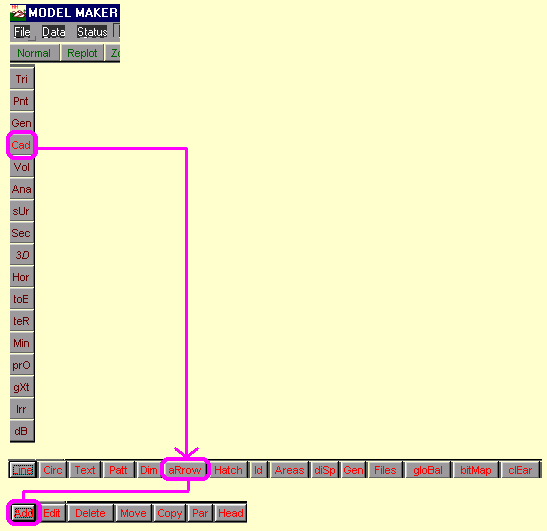 MODEL MAKER
File Data Status
Normal Replot Zo
Tri
Pnt
Gen
Cad
Vol
Ana
sUr
Sec
3D
Hor
toE
teR
Min
prO
gXt
Irr
dB
Line Circ Text Patt Dim aRrow Hatch Id Areas diSp Gen Files gloBal bitMap clEar
Add Edit Delete Move Copy Par Head